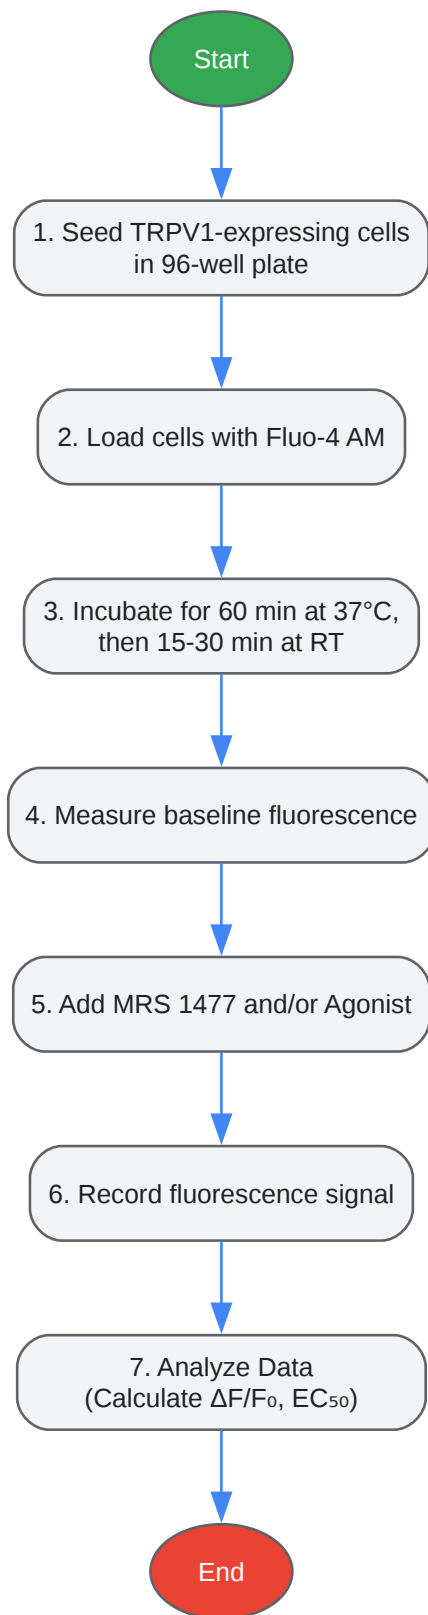 Start
1. Seed TRPV1-expressing cells
in 96-well plate
2. Load cells with Fluo-4 AM
3. Incubate for 60 min at 37°C,
then 15-30 min at RT
4. Measure baseline fluorescence
5. Add MRS 1477 and/or Agonist
6. Record fluorescence signal
7. Analyze Data
(Calculate ΔF/F₀, EC₅₀)
End